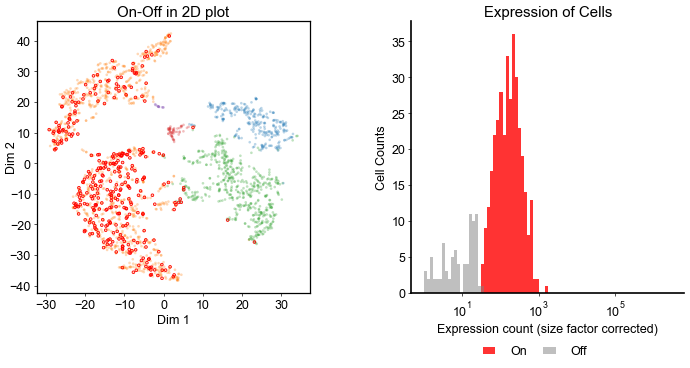 On-Off in 2D plot
40
30
20
10
0
−10
−20
−30
−40
Dim 2
−30 −20 −10 0 10 20 30
Dim 1
Expression of Cells
35
30
25
20
15
10
5
0
Cell Counts
10^1 10^3 10^5
Expression count (size factor corrected)
On Off